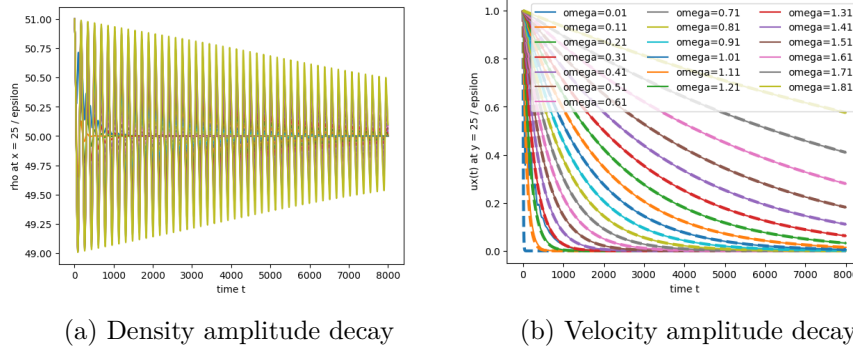 51.00
50.75
50.50
50.25
50.00
49.75
49.50
49.25
49.00
rho at x = 25 / epsilon
0 1000 2000 3000 4000 5000 6000 7000 8000
time t
1.0
0.8
0.6
0.4
0.2
0.0
ux(t) at y = 25 / epsilon
omega=0.01 omega=0.71 omega=1.31
omega=0.11 omega=0.81 omega=1.41
omega=0.21 omega=0.91 omega=1.51
omega=0.31 omega=1.01 omega=1.61
omega=0.41 omega=1.11 omega=1.71
omega=0.51 omega=1.21 omega=1.81
omega=0.61
0 1000 2000 3000 4000 5000 6000 7000 8000
time t
(a) Density amplitude decay
(b) Velocity amplitude decay